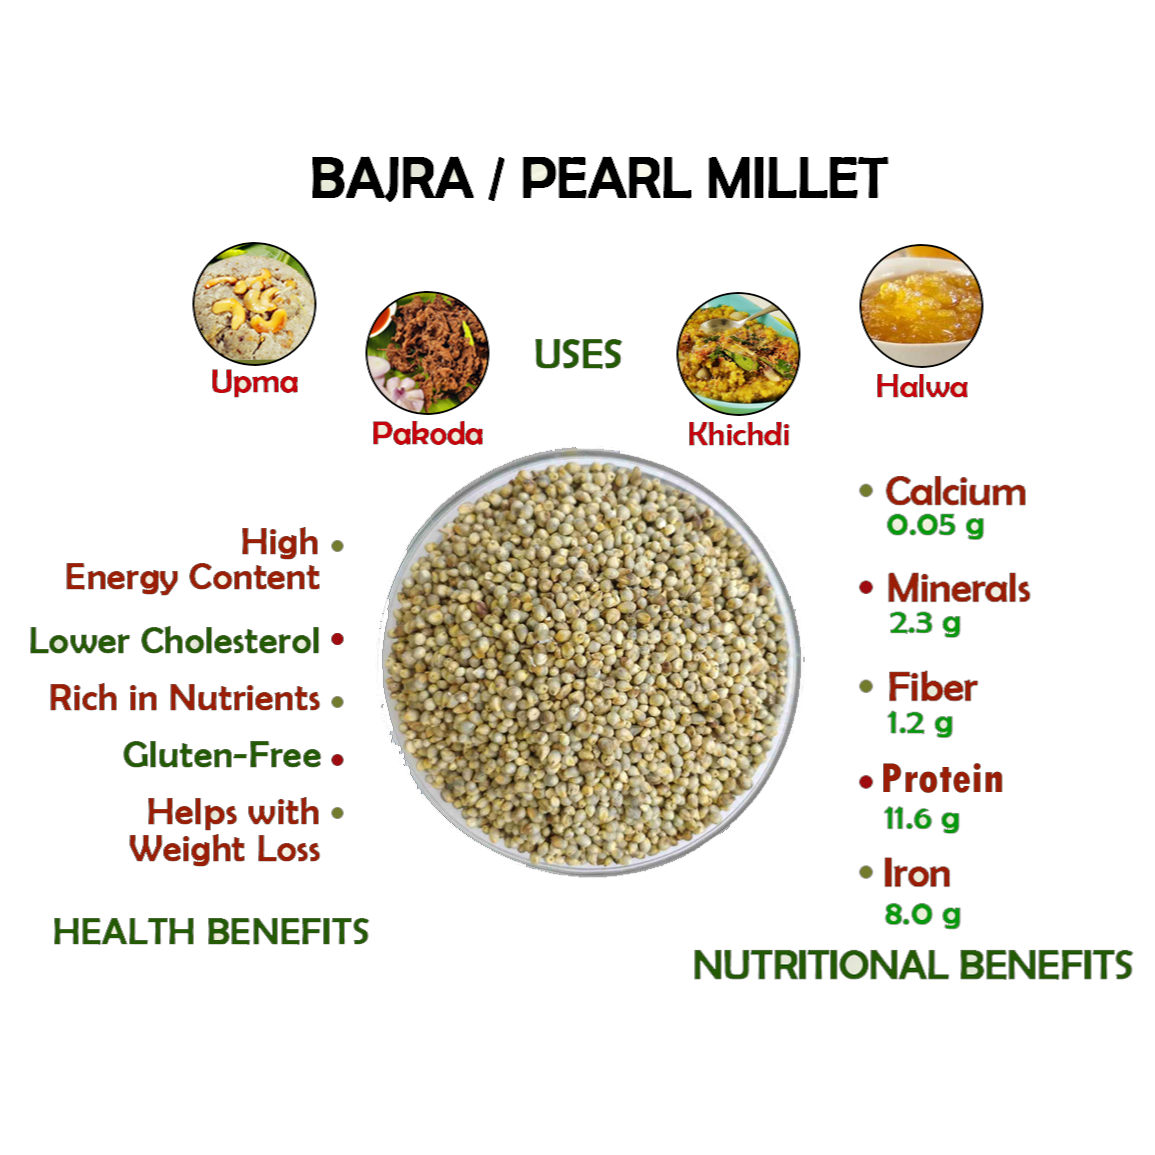 BAJRA / PEARL MILLET
Upma
Pakoda
USES
Khichdi
Halwa
High
Energy Content
Lower Cholesterol
Rich in Nutrients
Gluten-Free
Helps with
Weight Loss
HEALTH BENEFITS
Calcium
0.05 g
Minerals
2.3 g
Fiber
1.2 g
Protein
11.6 g
Iron
8.0 g
NUTRITIONAL BENEFITS